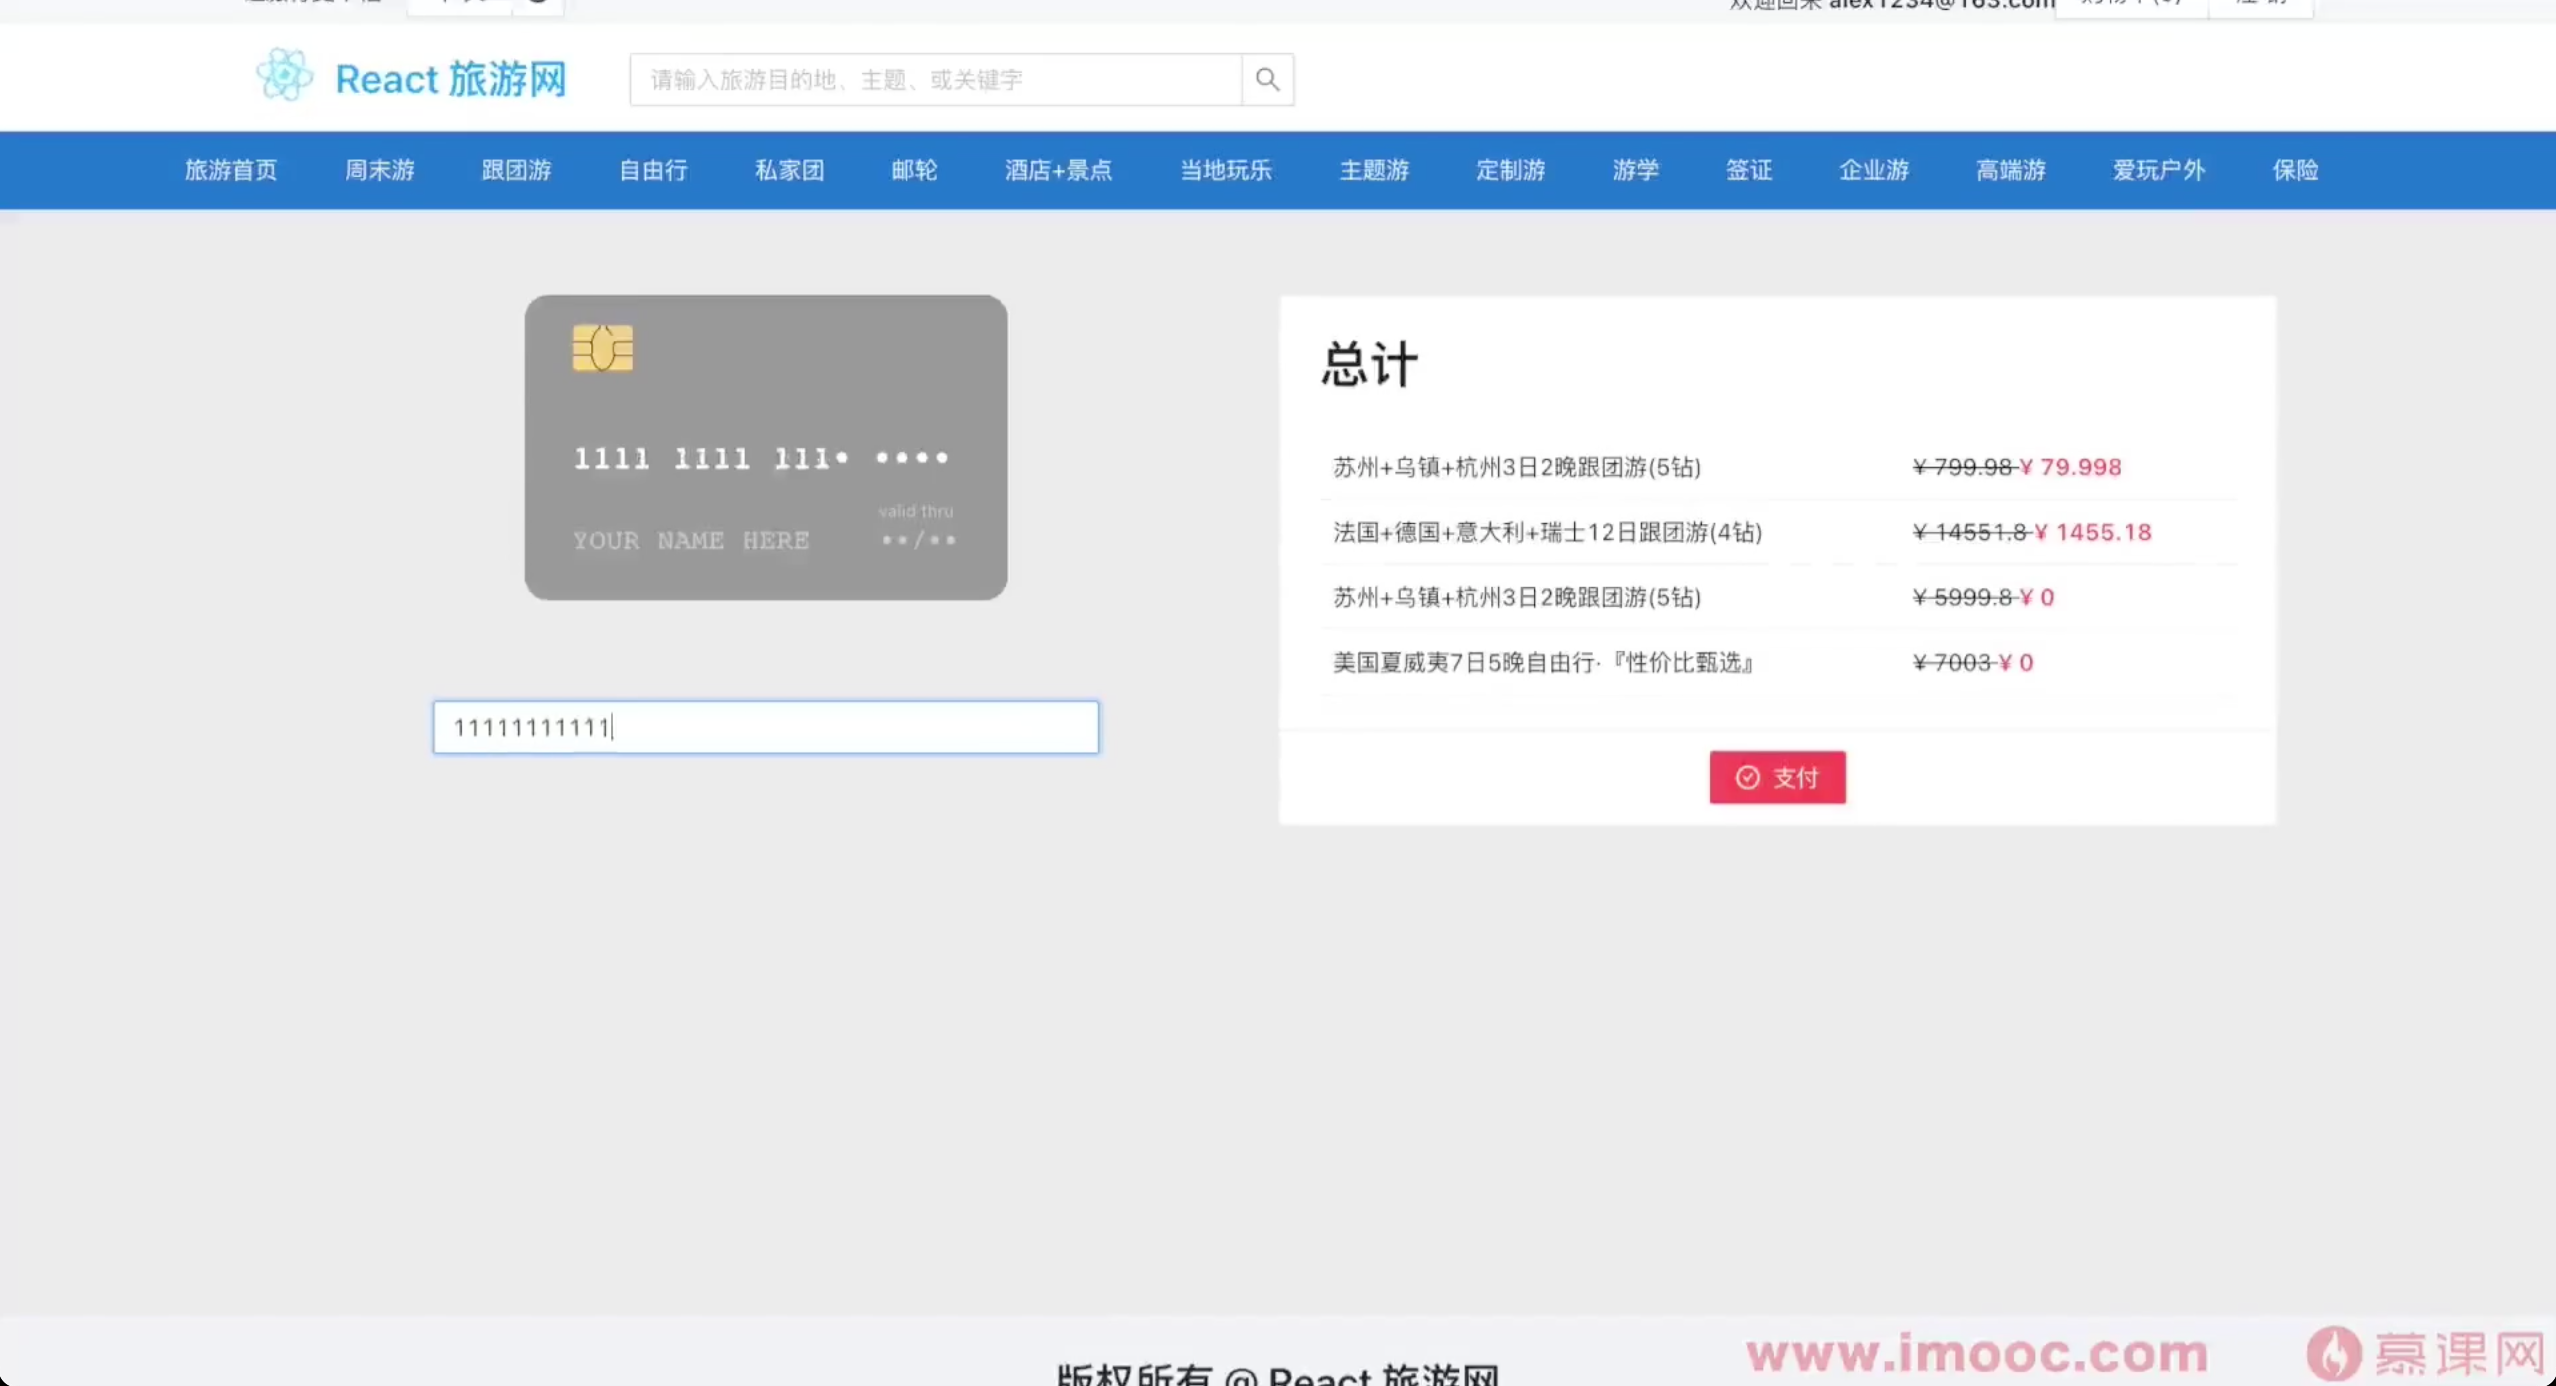 alex1234@163.com
React 旅游网
请输入旅游目的地、主题、或关键字
旅游首页 周末游 跟团游 自由行 私家团 邮轮 酒店+景点 当地玩乐 主题游 定制游 游学 签证 企业游 高端游 爱玩户外 保险
1111 1111 111• ••••
valid thru
YOUR NAME HERE ••/••
11111111111
总计
苏州+乌镇+杭州3日2晚跟团游(5钻) ¥ 799.98 ¥ 79.998
法国+德国+意大利+瑞士12日跟团游(4钻) ¥ 14551.8 ¥ 1455.18
苏州+乌镇+杭州3日2晚跟团游(5钻) ¥ 5999.8 ¥ 0
美国夏威夷7日5晚自由行·『性价比甄选』 ¥ 7003 ¥ 0
支付
版权所有 @ React 旅游网
www.imooc.com 慕课网